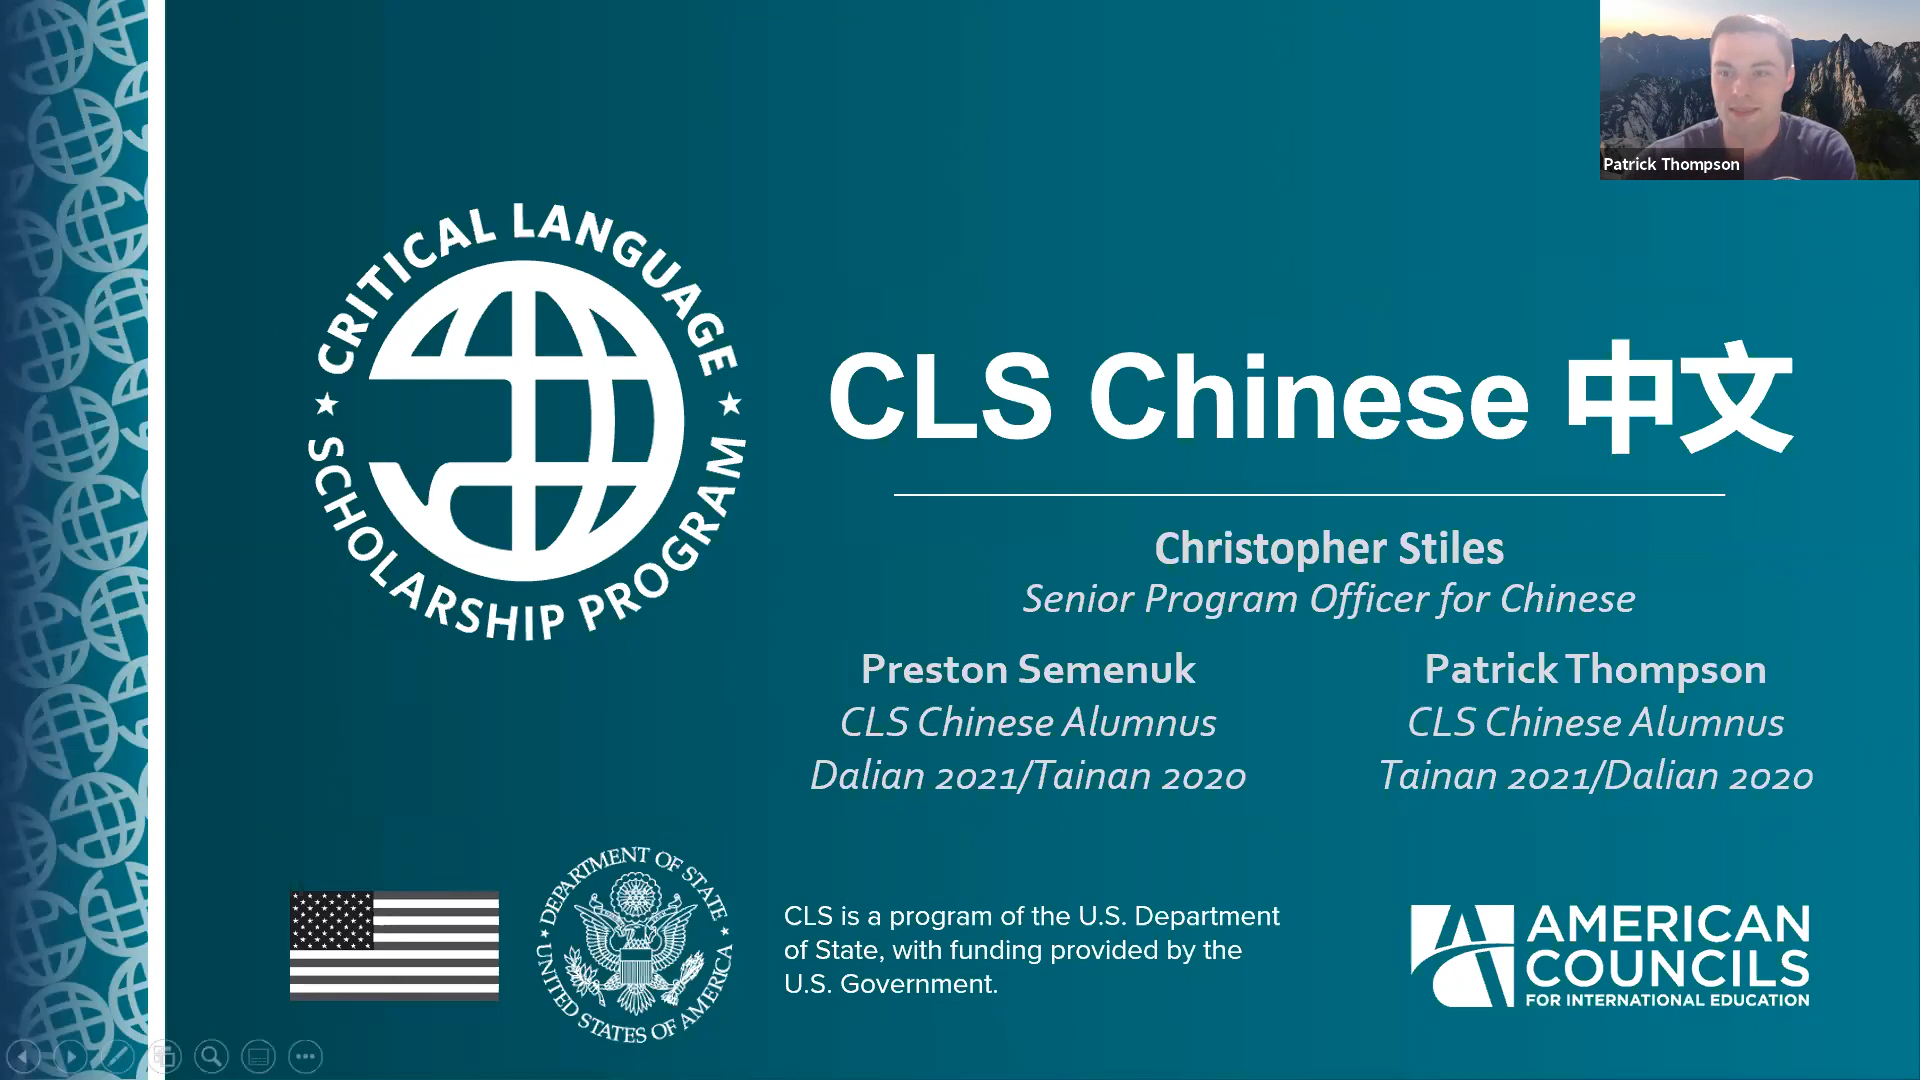 Patrick Thompson
CRITICAL LANGUAGE
SCHOLARSHIP PROGRAM
CLS Chinese 中文
Christopher Stiles
Senior Program Officer for Chinese
Preston Semenuk
CLS Chinese Alumnus
Dalian 2021/Tainan 2020
Patrick Thompson
CLS Chinese Alumnus
Tainan 2021/Dalian 2020
DEPARTMENT OF STATE
UNITED STATES OF AMERICA
CLS is a program of the U.S. Department
of State, with funding provided by the
U.S. Government.
AMERICAN
COUNCILS
FOR INTERNATIONAL EDUCATION